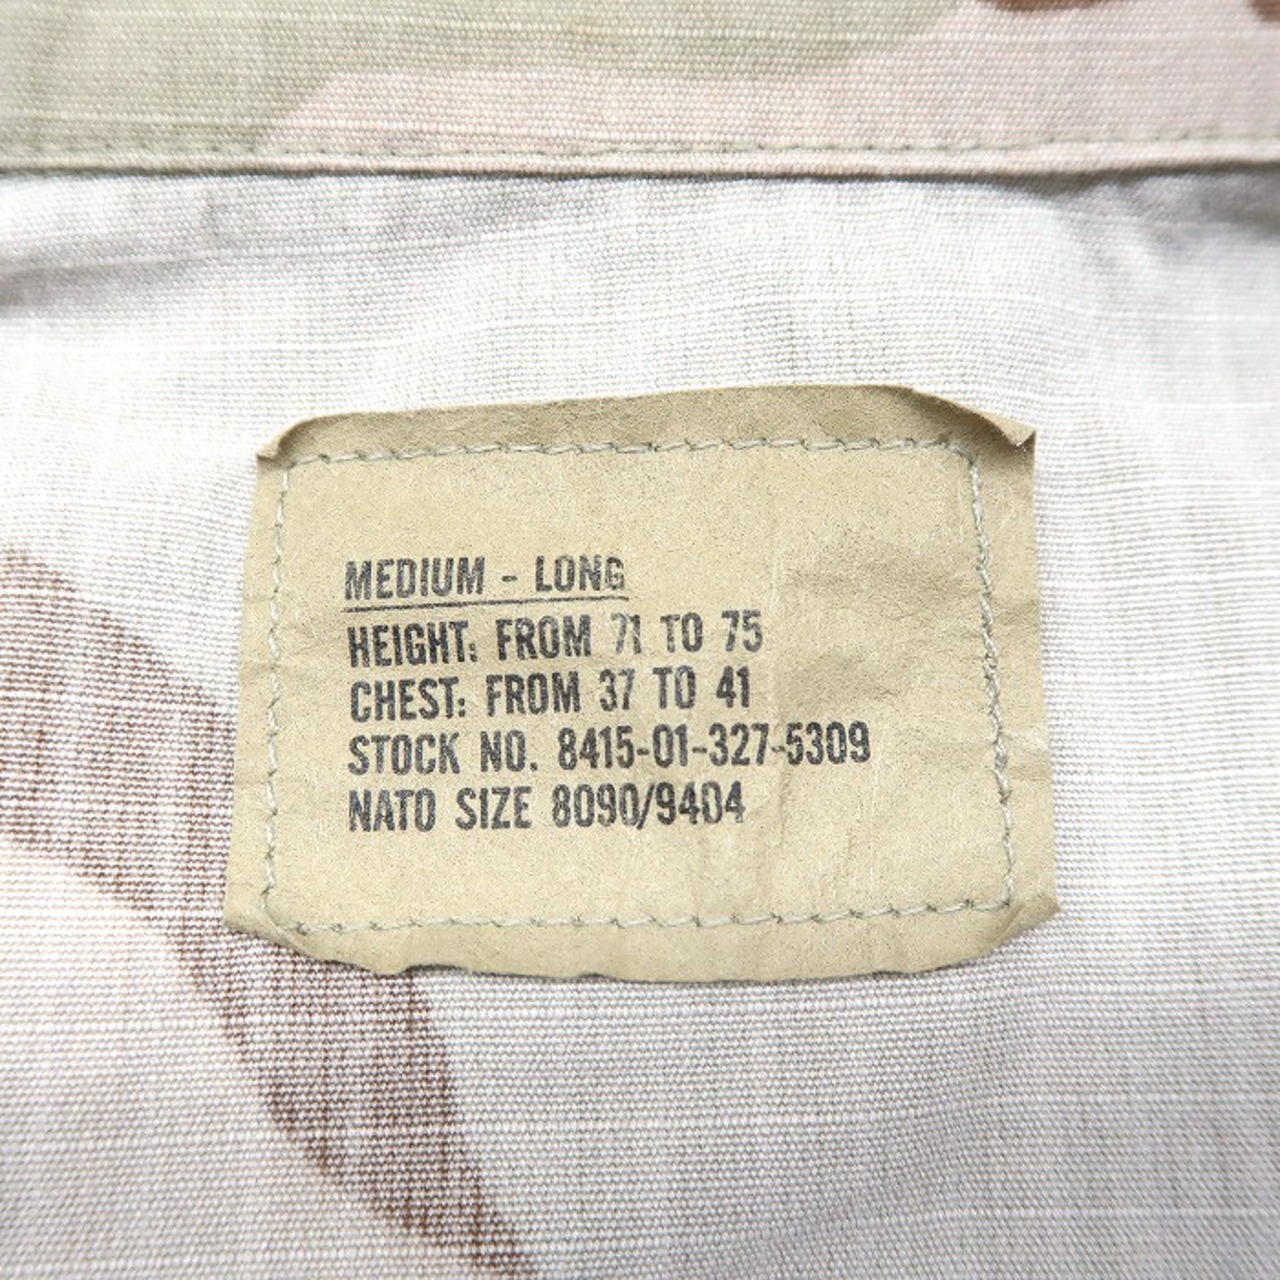 MEDIUM - LONG
HEIGHT: FROM 71 TO 75
CHEST: FROM 37 TO 41
STOCK NO. 8415-01-327-5309
NATO SIZE 8090/9404